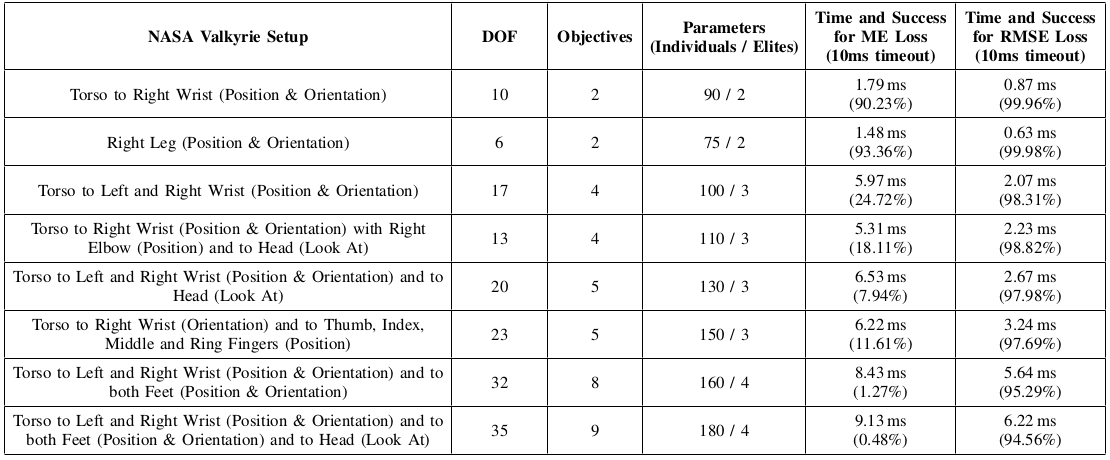 NASA Valkyrie Setup
DOF
Objectives
Parameters
(Individuals / Elites)
Time and Success
for ME Loss
(10ms timeout)
Time and Success
for RMSE Loss
(10ms timeout)
Torso to Right Wrist (Position & Orientation)
10
2
90 / 2
1.79 ms
(90.23%)
0.87 ms
(99.96%)
Right Leg (Position & Orientation)
6
2
75 / 2
1.48 ms
(93.36%)
0.63 ms
(99.98%)
Torso to Left and Right Wrist (Position & Orientation)
17
4
100 / 3
5.97 ms
(24.72%)
2.07 ms
(98.31%)
Torso to Right Wrist (Position & Orientation) with Right
Elbow (Position) and to Head (Look At)
13
4
110 / 3
5.31 ms
(18.11%)
2.23 ms
(98.82%)
Torso to Left and Right Wrist (Position & Orientation) and to
Head (Look At)
20
5
130 / 3
6.53 ms
(7.94%)
2.67 ms
(97.98%)
Torso to Right Wrist (Orientation) and to Thumb, Index,
Middle and Ring Fingers (Position)
23
5
150 / 3
6.22 ms
(11.61%)
3.24 ms
(97.69%)
Torso to Left and Right Wrist (Position & Orientation) and to
both Feet (Position & Orientation)
32
8
160 / 4
8.43 ms
(1.27%)
5.64 ms
(95.29%)
Torso to Left and Right Wrist (Position & Orientation) and to
both Feet (Position & Orientation) and to Head (Look At)
35
9
180 / 4
9.13 ms
(0.48%)
6.22 ms
(94.56%)